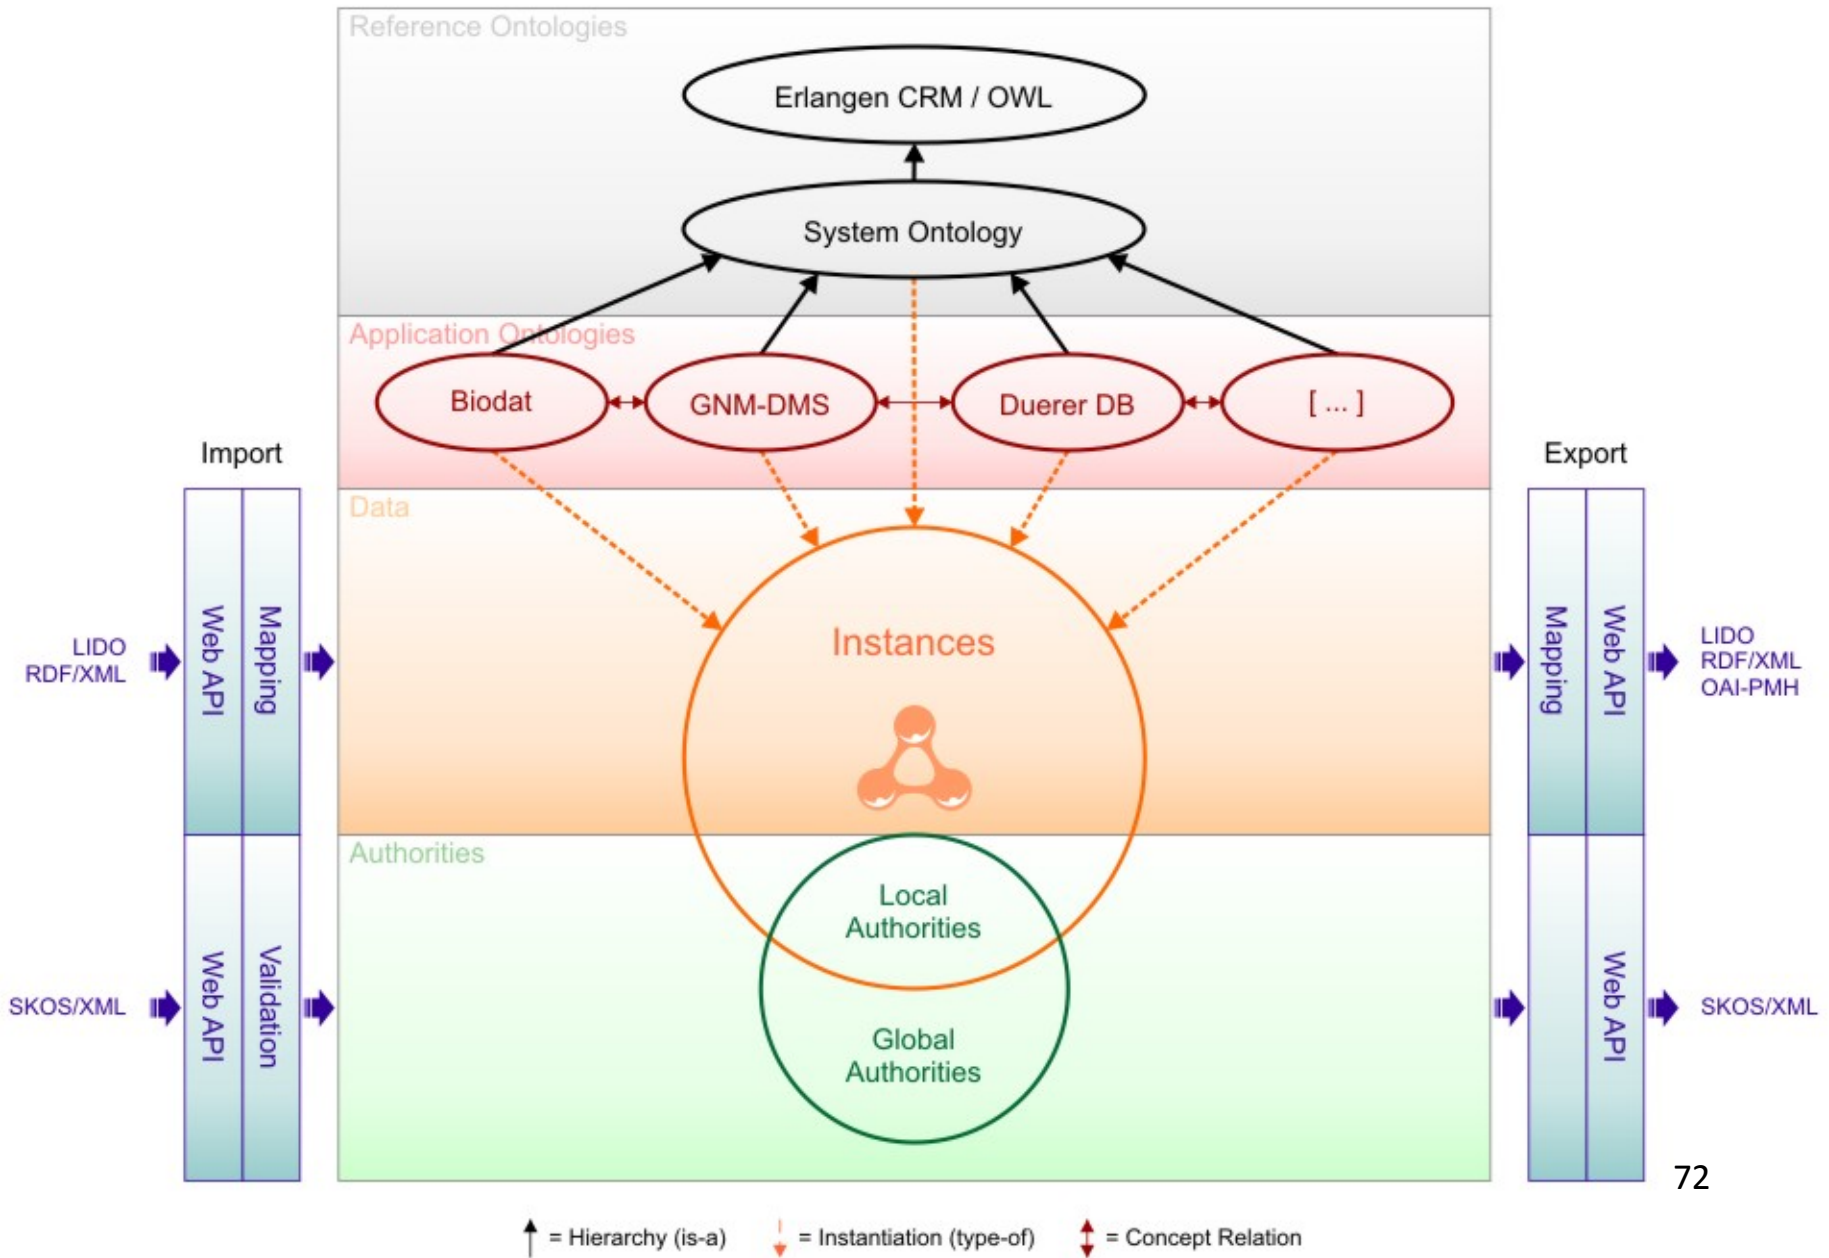 Reference Ontologies
Erlangen CRM / OWL
System Ontology
Application Ontologies
Biodat
GNM-DMS
Duerer DB
[ ... ]
Import
Export
Data
Web API
Mapping
LIDO
RDF/XML
Instances
Mapping
Web API
LIDO
RDF/XML
OAI-PMH
Authorities
Local
Authorities
Web API
Validation
SKOS/XML
Global
Authorities
Web API
SKOS/XML
72
= Hierarchy (is-a)
= Instantiation (type-of)
= Concept Relation